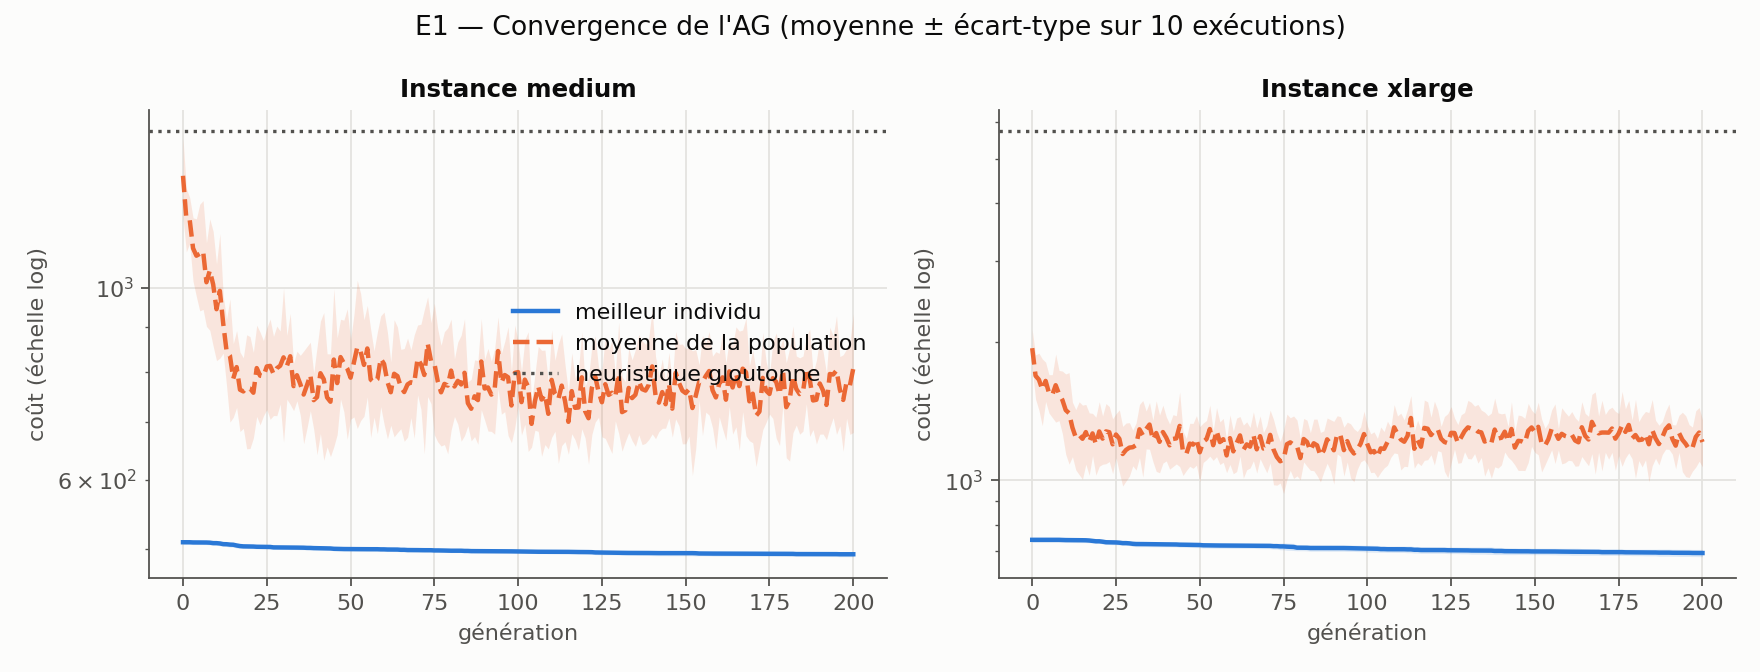 E1 — Convergence de l'AG (moyenne ± écart-type sur 10 exécutions)
Instance medium
coût (échelle log)
10³
6 × 10²
meilleur individu
moyenne de la population
heuristique gloutonne
0 25 50 75 100 125 150 175 200
génération
Instance xlarge
coût (échelle log)
10³
0 25 50 75 100 125 150 175 200
génération